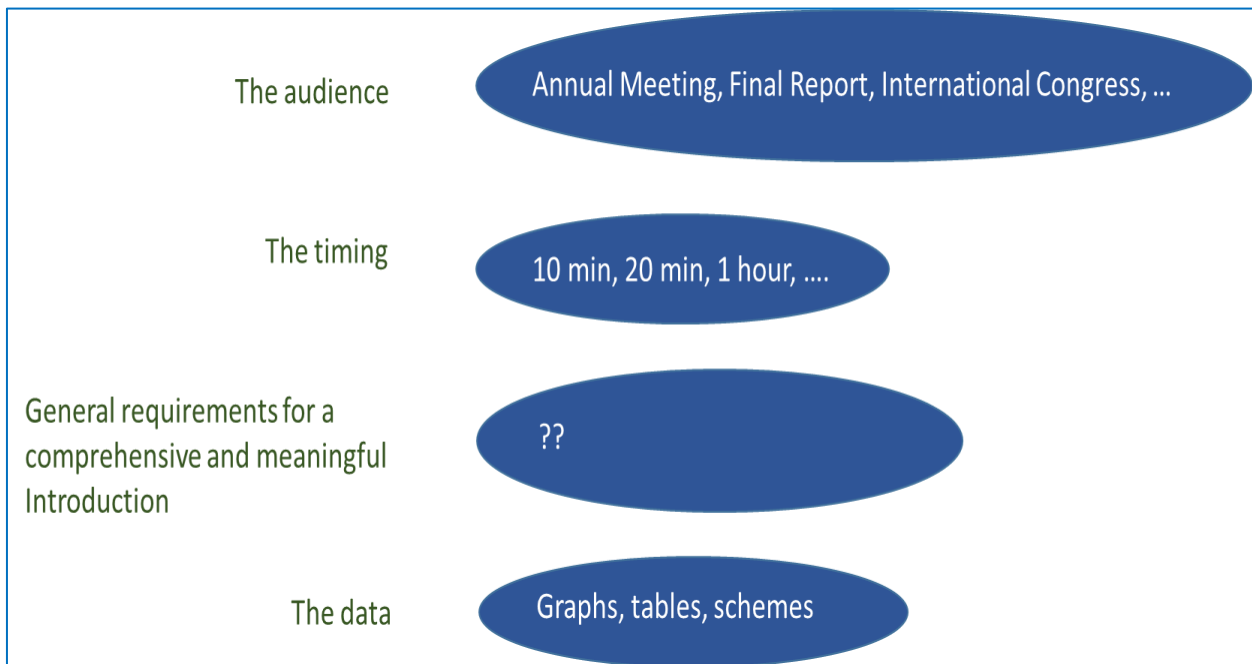 The audience
Annual Meeting, Final Report, International Congress, ...
The timing
10 min, 20 min, 1 hour, ....
General requirements for a
comprehensive and meaningful
Introduction
??
The data
Graphs, tables, schemes